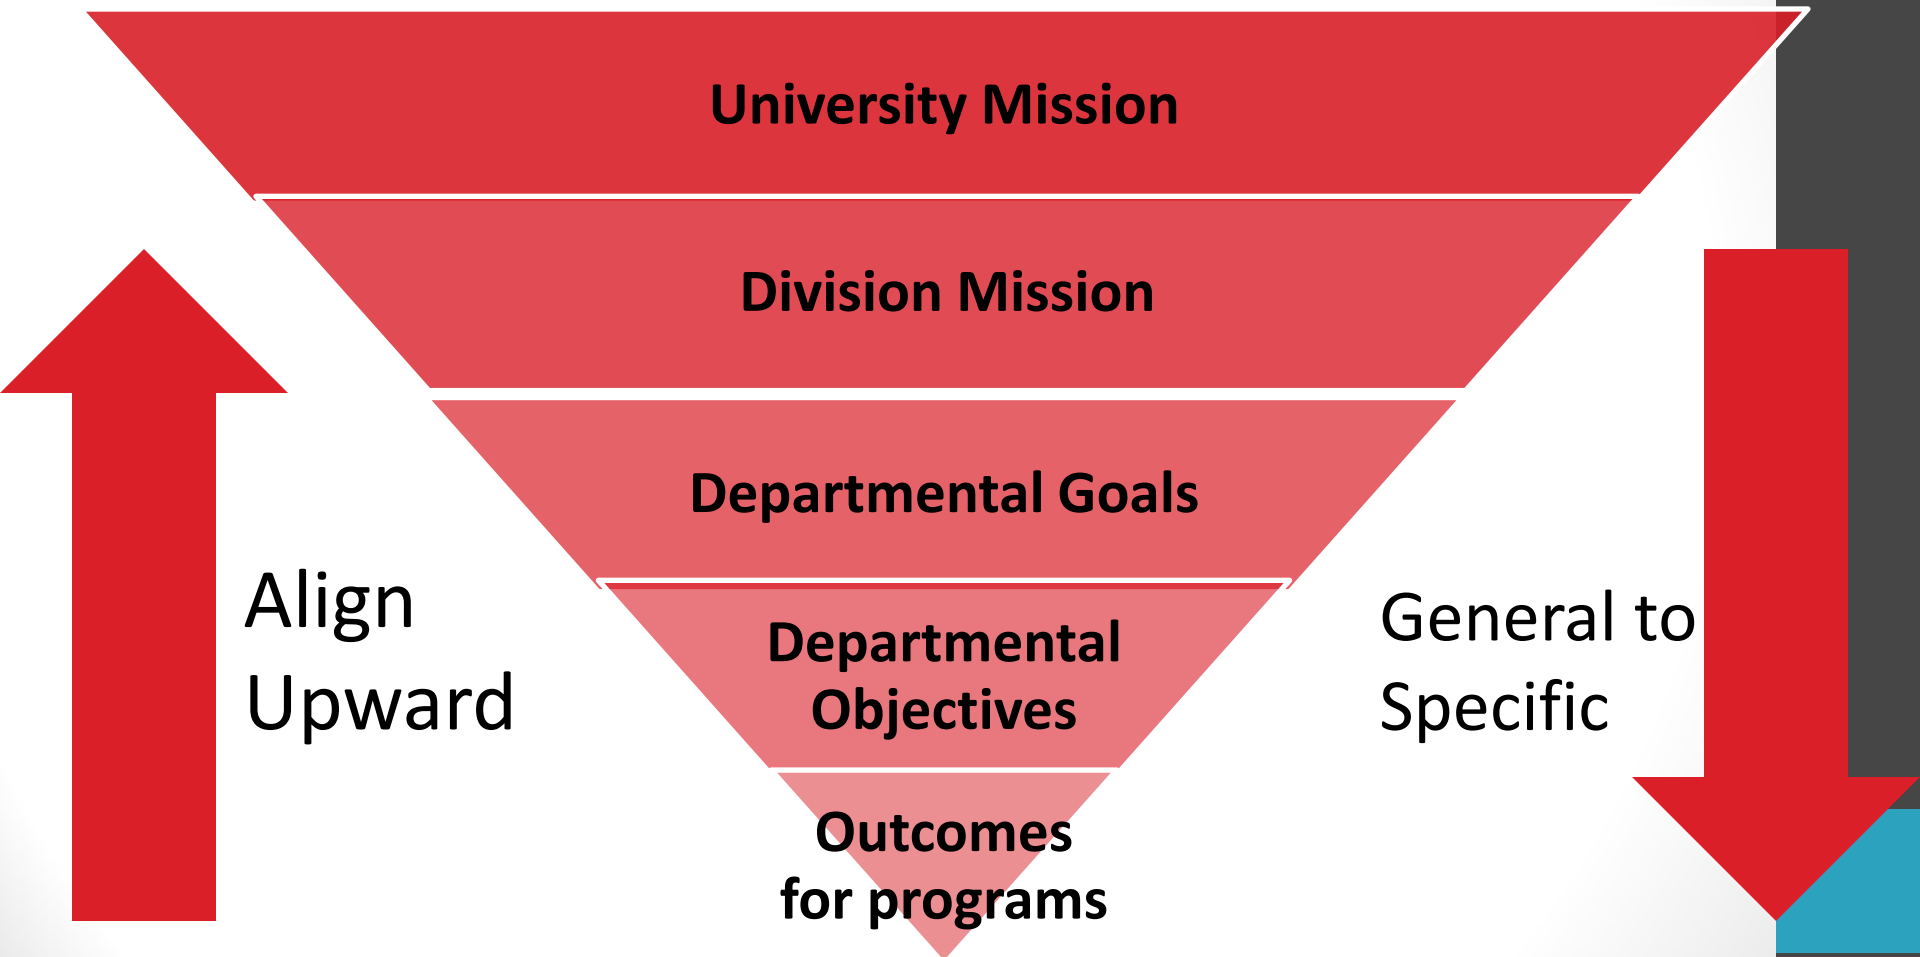 University Mission
Division Mission
Departmental Goals
Align
Upward
Departmental
Objectives
General to
Specific
Outcomes
for programs